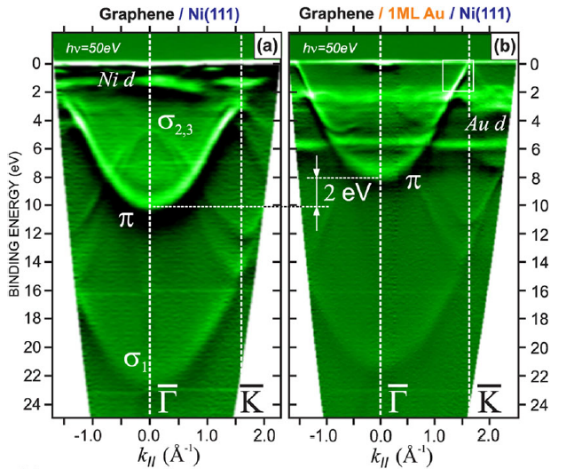 Graphene / Ni(111)
Graphene / 1ML Au / Ni(111)
hν=50eV
(a)
hν=50eV
(b)
0
2
4
6
8
10
12
14
16
18
20
22
24
BINDING ENERGY (eV)
Ni d
σ2,3
π
σ1
Γ̅
K̅
-1.0 0.0 1.0 2.0
k// (Å⁻¹)
Au d
π
2 eV
Γ̅
K̅
0
2
4
6
8
10
12
14
16
18
20
22
24
-1.0 0.0 1.0 2.0
k// (Å⁻¹)